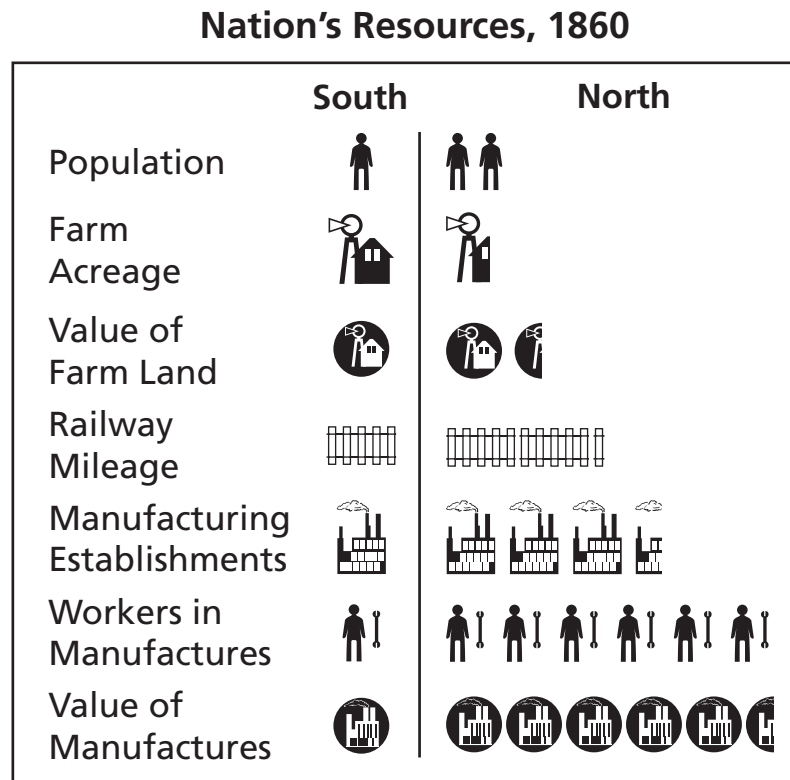 Nation’s Resources, 1860
South North
Population
Farm
Acreage
Value of
Farm Land
Railway
Mileage
Manufacturing
Establishments
Workers in
Manufactures
Value of
Manufactures